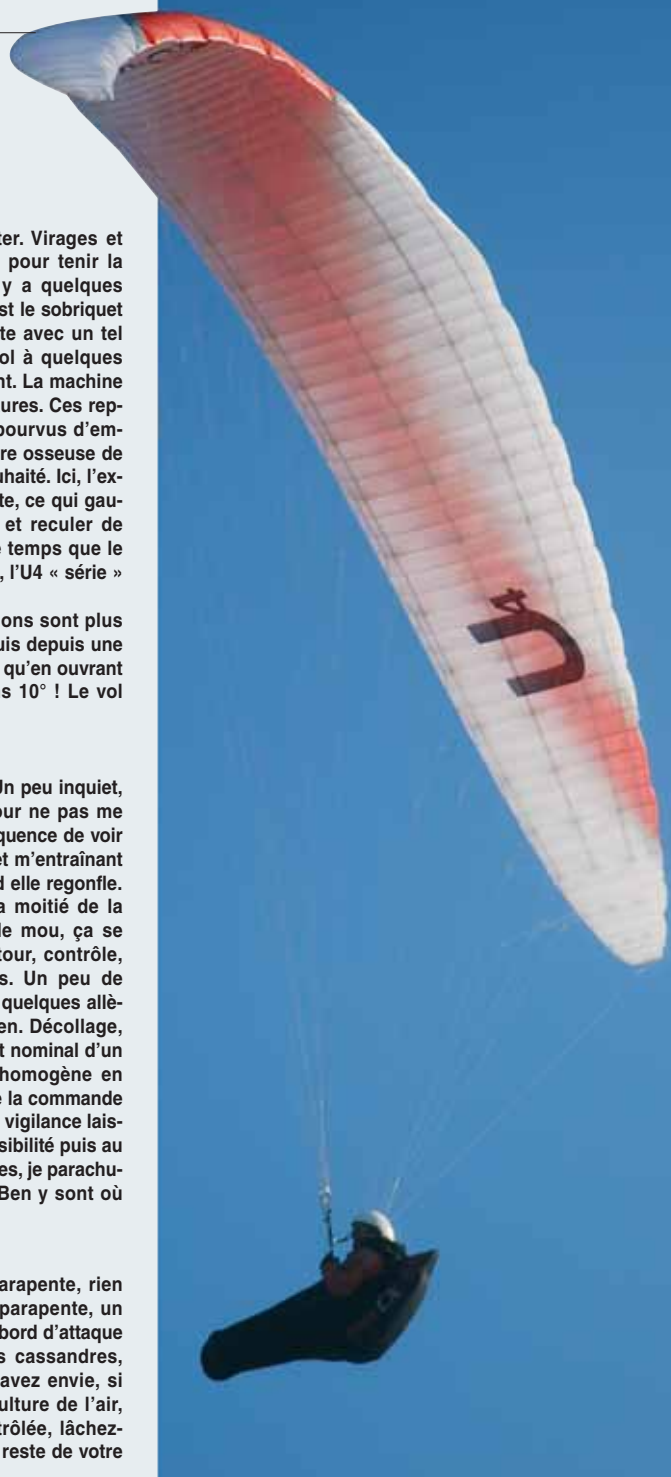 ter. Virages et
pour tenir la
y a quelques
st le sobriquet
te avec un tel
ol à quelques
nt. La machine
ures. Ces rep-
pourvus d'em-
re osseuse de
uhaité. Ici, l'ex-
te, ce qui gau-
et reculer de
e temps que le
, l'U4 « série »
ons sont plus
uis depuis une
qu'en ouvrant
ns 10° ! Le vol
Un peu inquiet,
our ne pas me
quence de voir
et m'entraînant
d elle regonfle.
a moitié de la
le mou, ça se
tour, contrôle,
s. Un peu de
quelques allè-
en. Décollage,
t nominal d'un
homogène en
e la commande
vigilance lais-
sibilité puis au
es, je parachu-
Ben y sont où
arapente, rien
parapente, un
bord d'attaque
s cassandres,
avez envie, si
ulture de l'air,
trôlée, lâchez-
reste de votre
U4